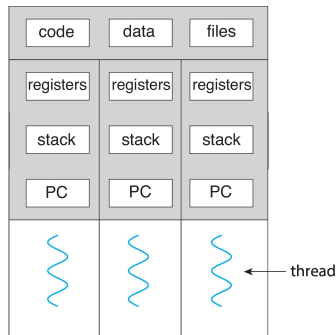 code data files
registers registers registers
stack stack stack
PC PC PC
thread